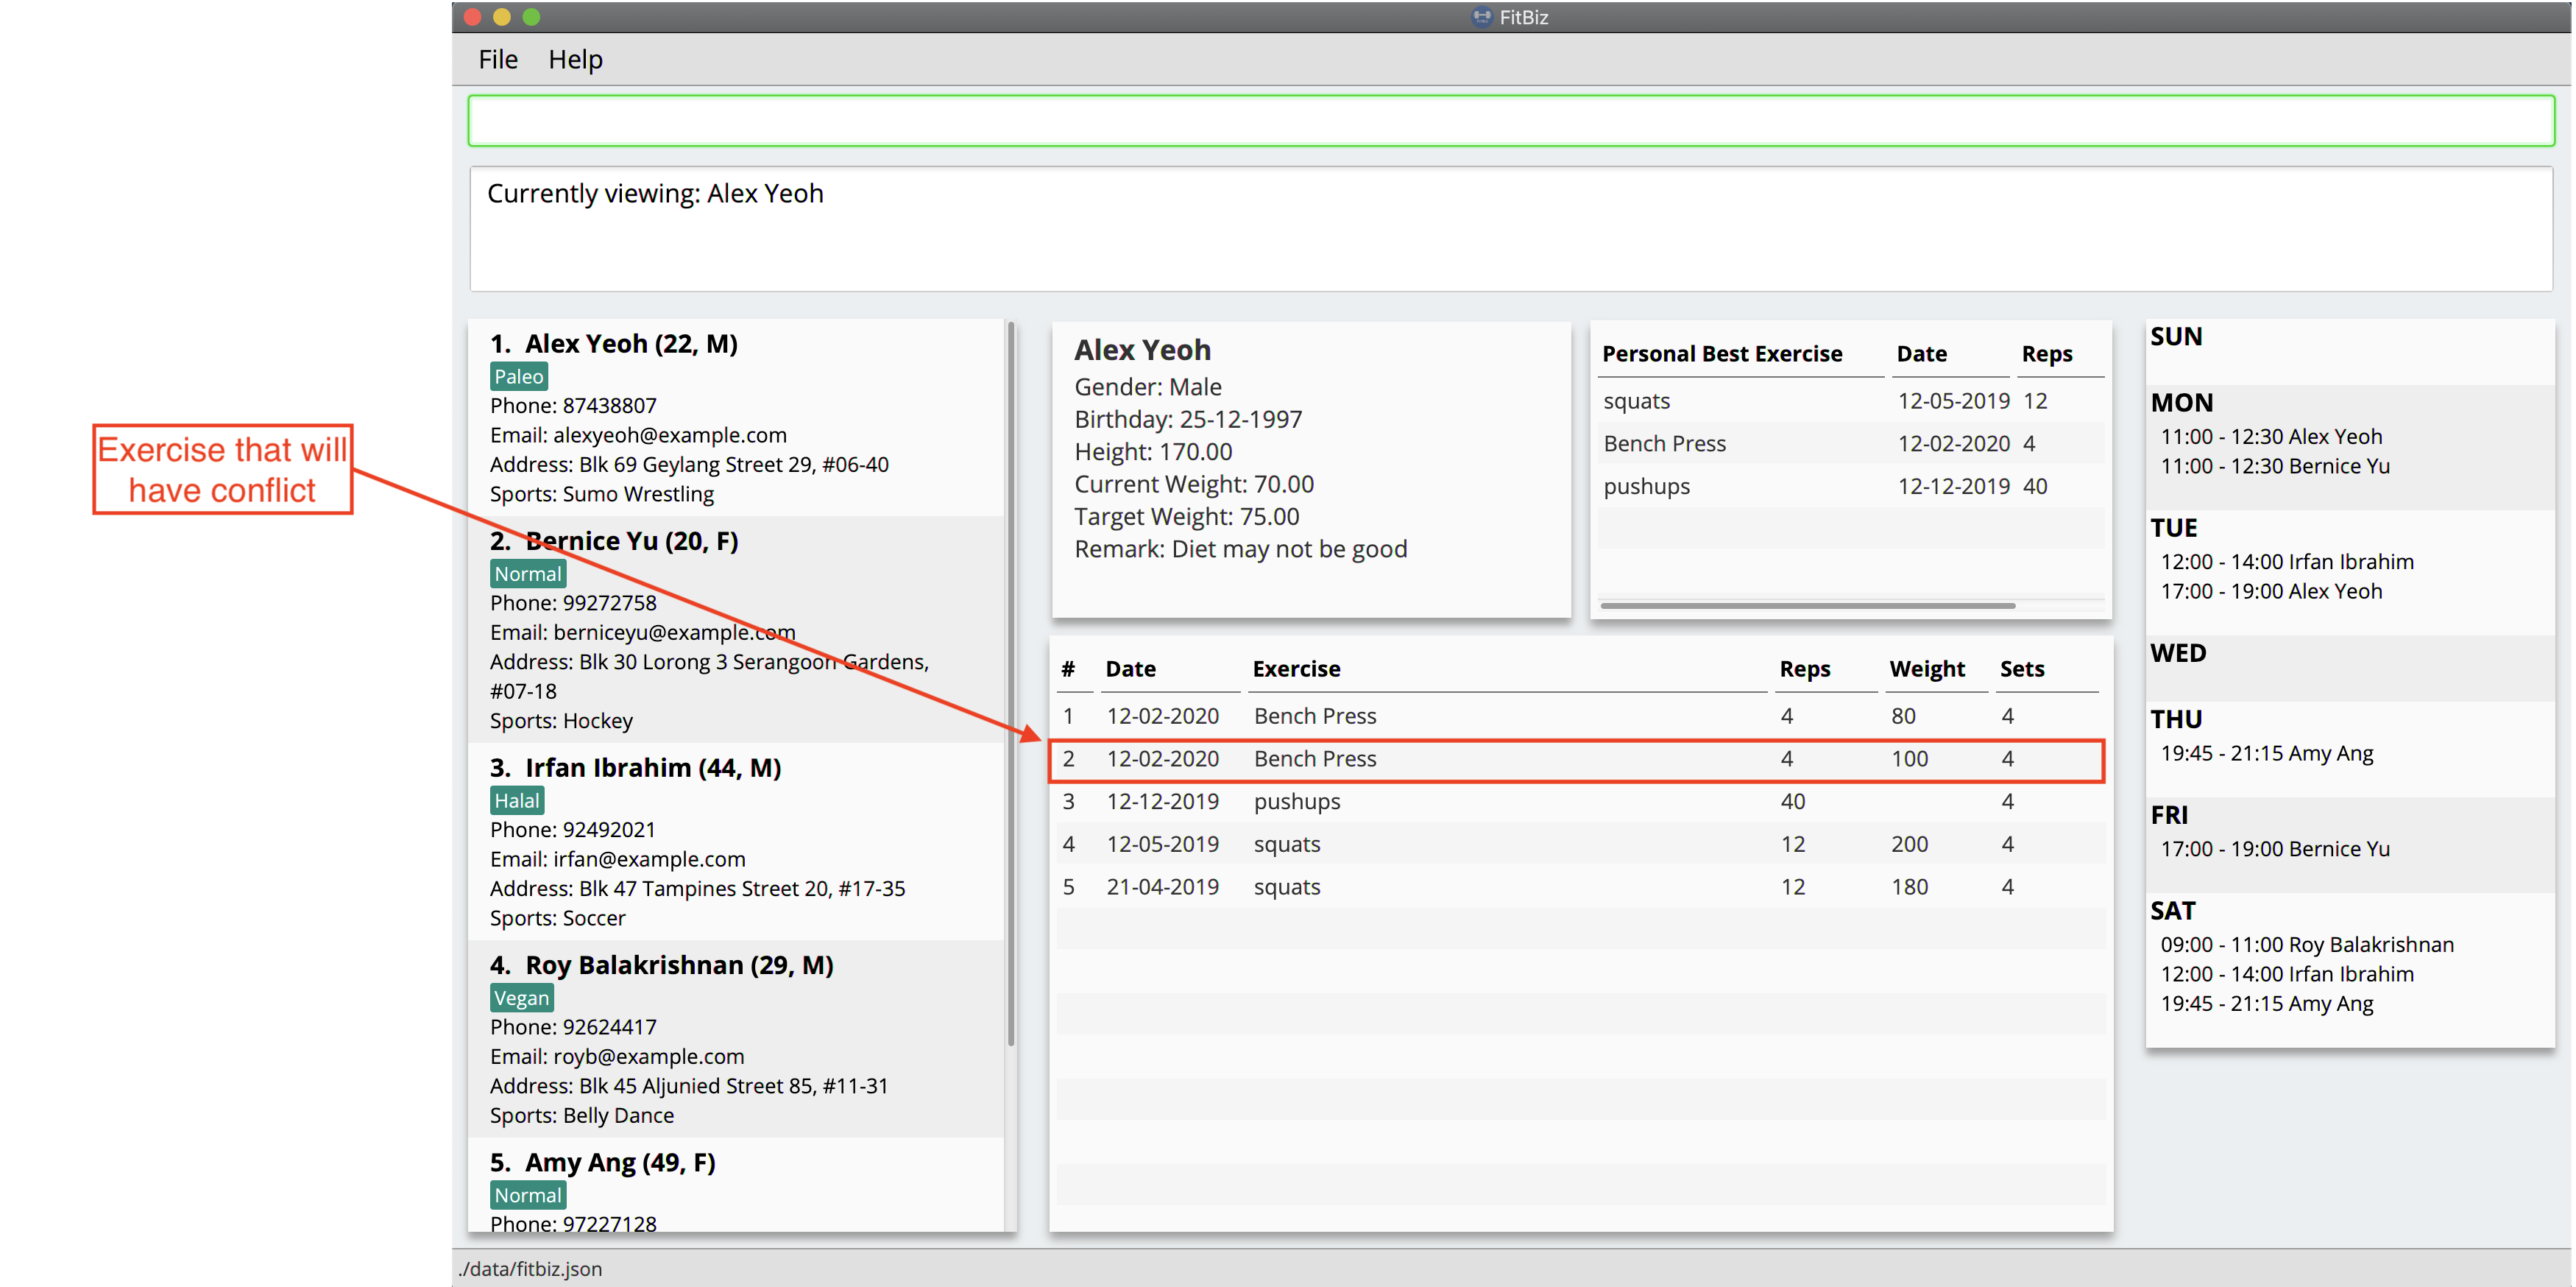 FitBiz
File Help
Currently viewing: Alex Yeoh
Exercise that will
have conflict
1. Alex Yeoh (22, M)
Paleo
Phone: 87438807
Email: alexyeoh@example.com
Address: Blk 69 Geylang Street 29, #06-40
Sports: Sumo Wrestling
2. Bernice Yu (20, F)
Normal
Phone: 99272758
Email: berniceyu@example.com
Address: Blk 30 Lorong 3 Serangoon Gardens,
#07-18
Sports: Hockey
3. Irfan Ibrahim (44, M)
Halal
Phone: 92492021
Email: irfan@example.com
Address: Blk 47 Tampines Street 20, #17-35
Sports: Soccer
4. Roy Balakrishnan (29, M)
Vegan
Phone: 92624417
Email: royb@example.com
Address: Blk 45 Aljunied Street 85, #11-31
Sports: Belly Dance
5. Amy Ang (49, F)
Normal
Phone: 97227128
Alex Yeoh
Gender: Male
Birthday: 25-12-1997
Height: 170.00
Current Weight: 70.00
Target Weight: 75.00
Remark: Diet may not be good
Personal Best Exercise Date Reps
squats 12-05-2019 12
Bench Press 12-02-2020 4
pushups 12-12-2019 40
# Date Exercise Reps Weight Sets
1 12-02-2020 Bench Press 4 80 4
2 12-02-2020 Bench Press 4 100 4
3 12-12-2019 pushups 40 4
4 12-05-2019 squats 12 200 4
5 21-04-2019 squats 12 180 4
SUN
MON
11:00 - 12:30 Alex Yeoh
11:00 - 12:30 Bernice Yu
TUE
12:00 - 14:00 Irfan Ibrahim
17:00 - 19:00 Alex Yeoh
WED
THU
19:45 - 21:15 Amy Ang
FRI
17:00 - 19:00 Bernice Yu
SAT
09:00 - 11:00 Roy Balakrishnan
12:00 - 14:00 Irfan Ibrahim
19:45 - 21:15 Amy Ang
./data/fitbiz.json